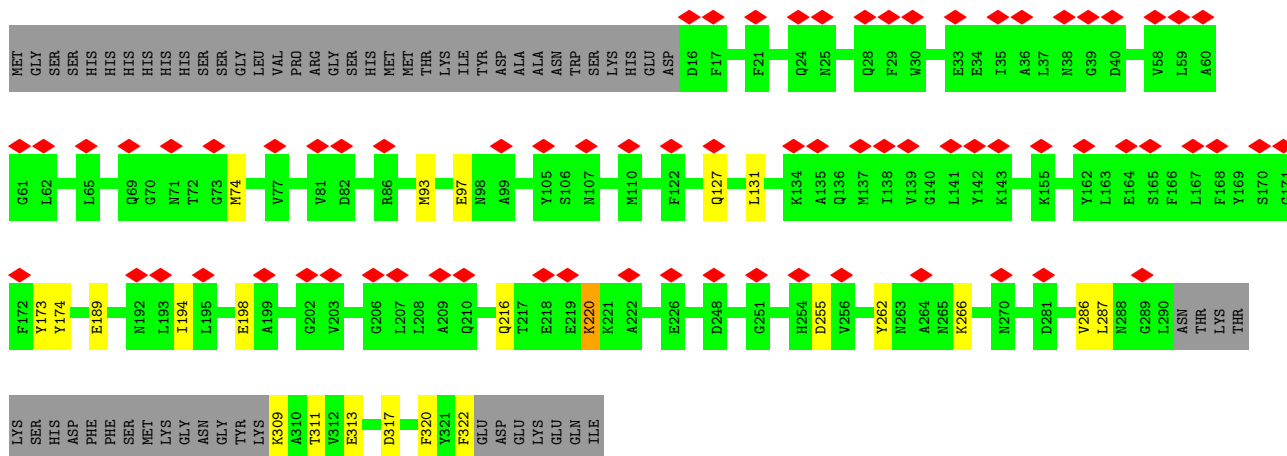 MET GLY SER SER HIS HIS HIS HIS HIS HIS SER SER GLY LEU VAL PRO ARG GLY SER HIS MET MET THR LYS ILE TYR ASP ALA ALA ASN TRP SER LYS HIS GLU ASP D16 F17 F21 Q24 N25 Q28 F29 W30 E33 E34 I35 A36 L37 N38 G39 D40 V58 L59 A60
G61 L62 L65 Q69 G70 N71 T72 G73 M74 V77 V81 D82 R86 M93 E97 N98 A99 Y105 S106 N107 M110 F122 Q127 L131 K134 A135 Q136 M137 I138 V139 G140 L141 Y142 K143 K155 Y162 L163 E164 S165 F166 L167 F168 Y169 S170
F172 Y173 Y174 E189 N192 L193 I194 L195 E198 A199 G202 V203 G206 L207 L208 A209 Q210 Q216 T217 E218 E219 K220 K221 A222 E226 D248 G251 H254 D255 V256 Y262 N263 A264 N265 K266 N270 D281 V286 L287 N288 G289 L290 ASN THR LYS THR
LYS SER HIS ASP PHE PHE SER MET LYS GLY ASN GLY TYR LYS K309 A310 T311 V312 E313 D317 F320 Y321 F322 GLU ASP GLU LYS GLU GLN ILE